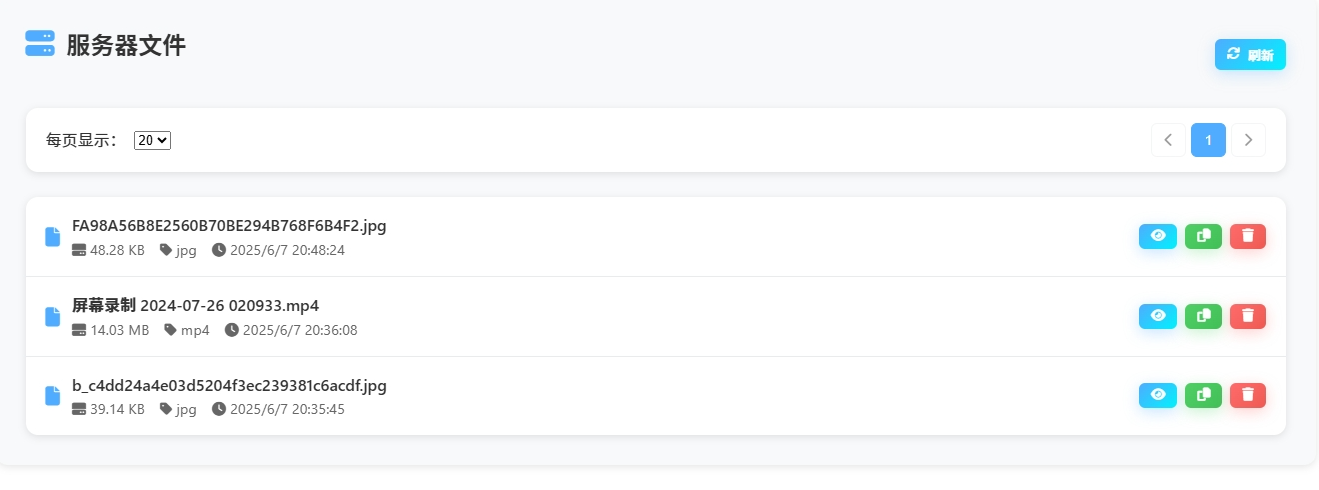 服务器文件
刷新
每页显示： 20
1
FA98A56B8E2560B70BE294B768F6B4F2.jpg
48.28 KB jpg 2025/6/7 20:48:24
屏幕录制 2024-07-26 020933.mp4
14.03 MB mp4 2025/6/7 20:36:08
b_c4dd24a4e03d5204f3ec239381c6acdf.jpg
39.14 KB jpg 2025/6/7 20:35:45